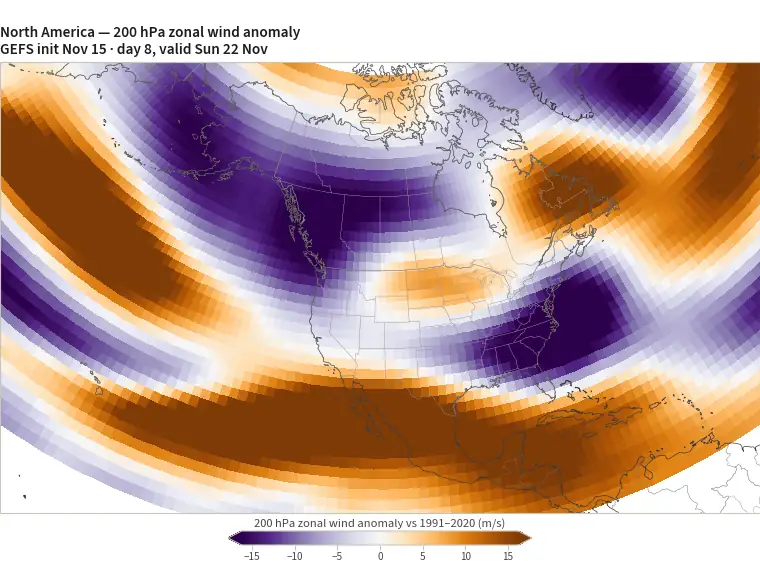 North America — 200 hPa zonal wind anomaly
GEFS init Nov 15 · day 8, valid Sun 22 Nov
200 hPa zonal wind anomaly vs 1991–2020 (m/s)
−15 −10 −5 0 5 10 15